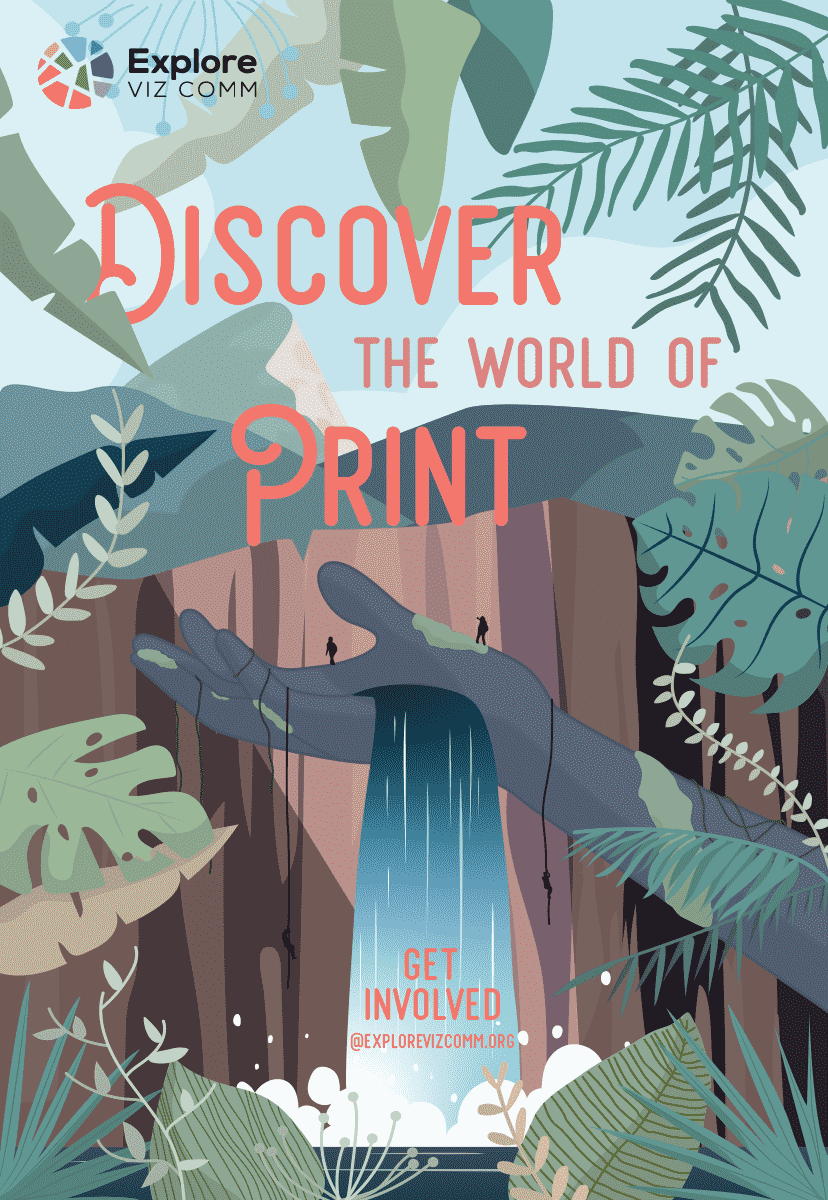 Explore
VIZ COMM
DISCOVER
THE WORLD OF
PRINT
GET
INVOLVED
@EXPLOREVIZCOMM.ORG